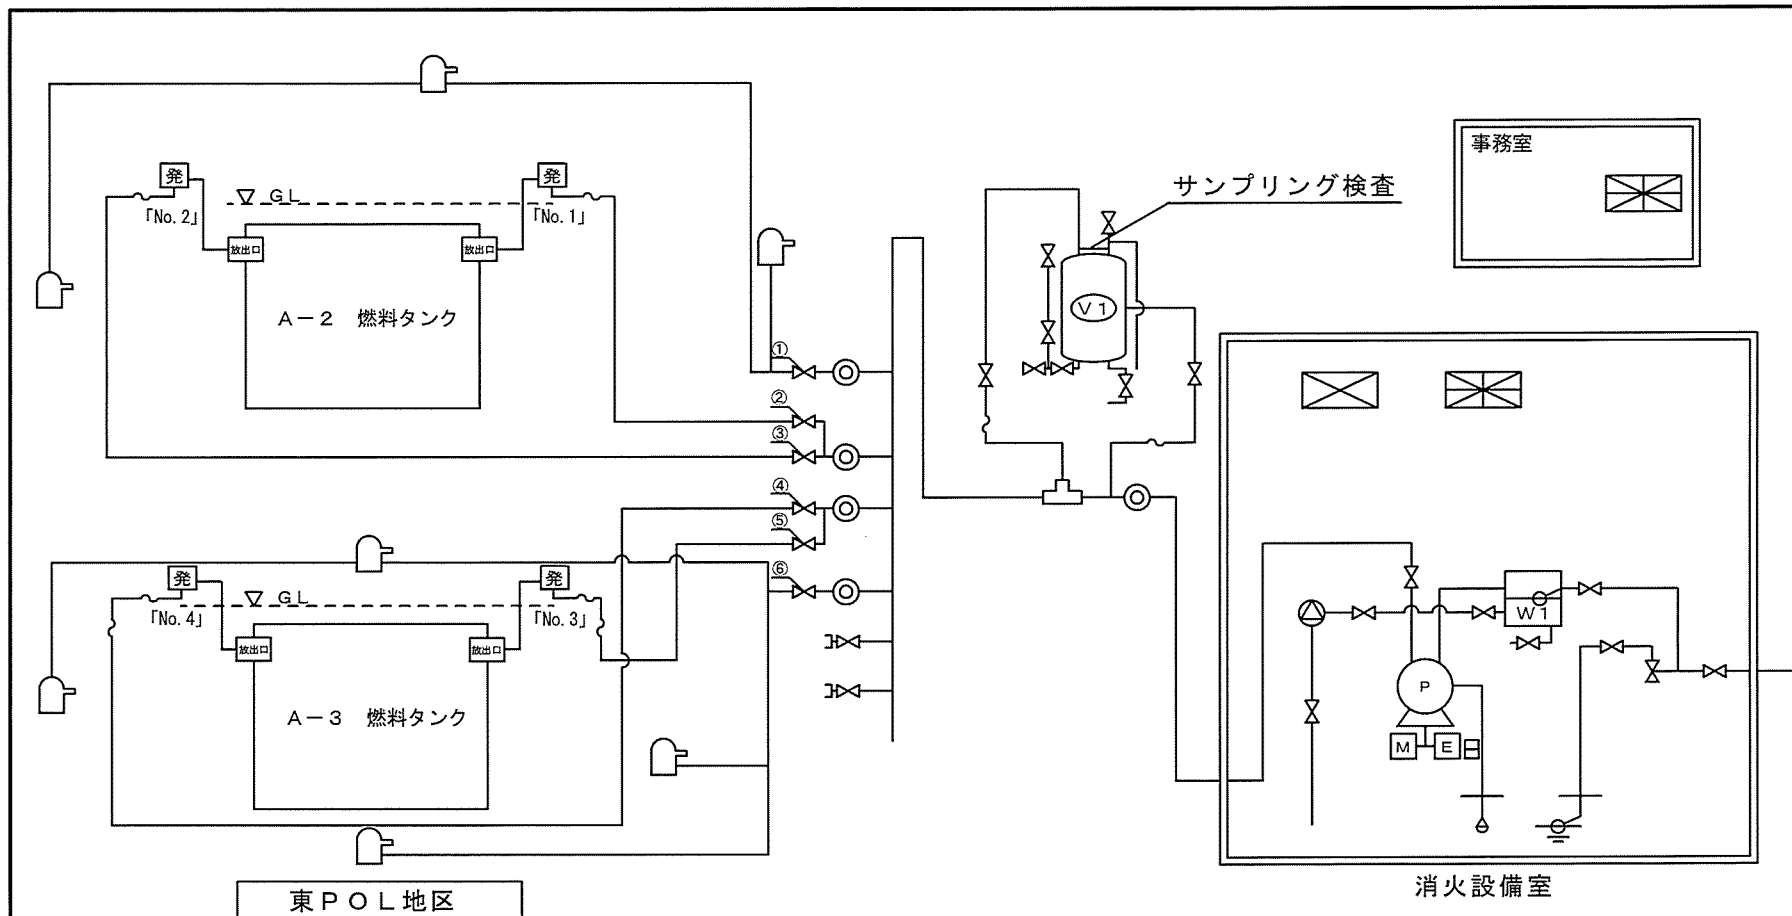 事務室
サンプリング検査
発
発
GL
「No. 2」
「No. 1」
放出口
放出口
A－2 燃料タンク
V1
①
②
③
④
⑤
⑥
発
発
GL
「No. 4」
「No. 3」
放出口
放出口
A－3 燃料タンク
W1
P
M
E
消火設備室
東POL地区